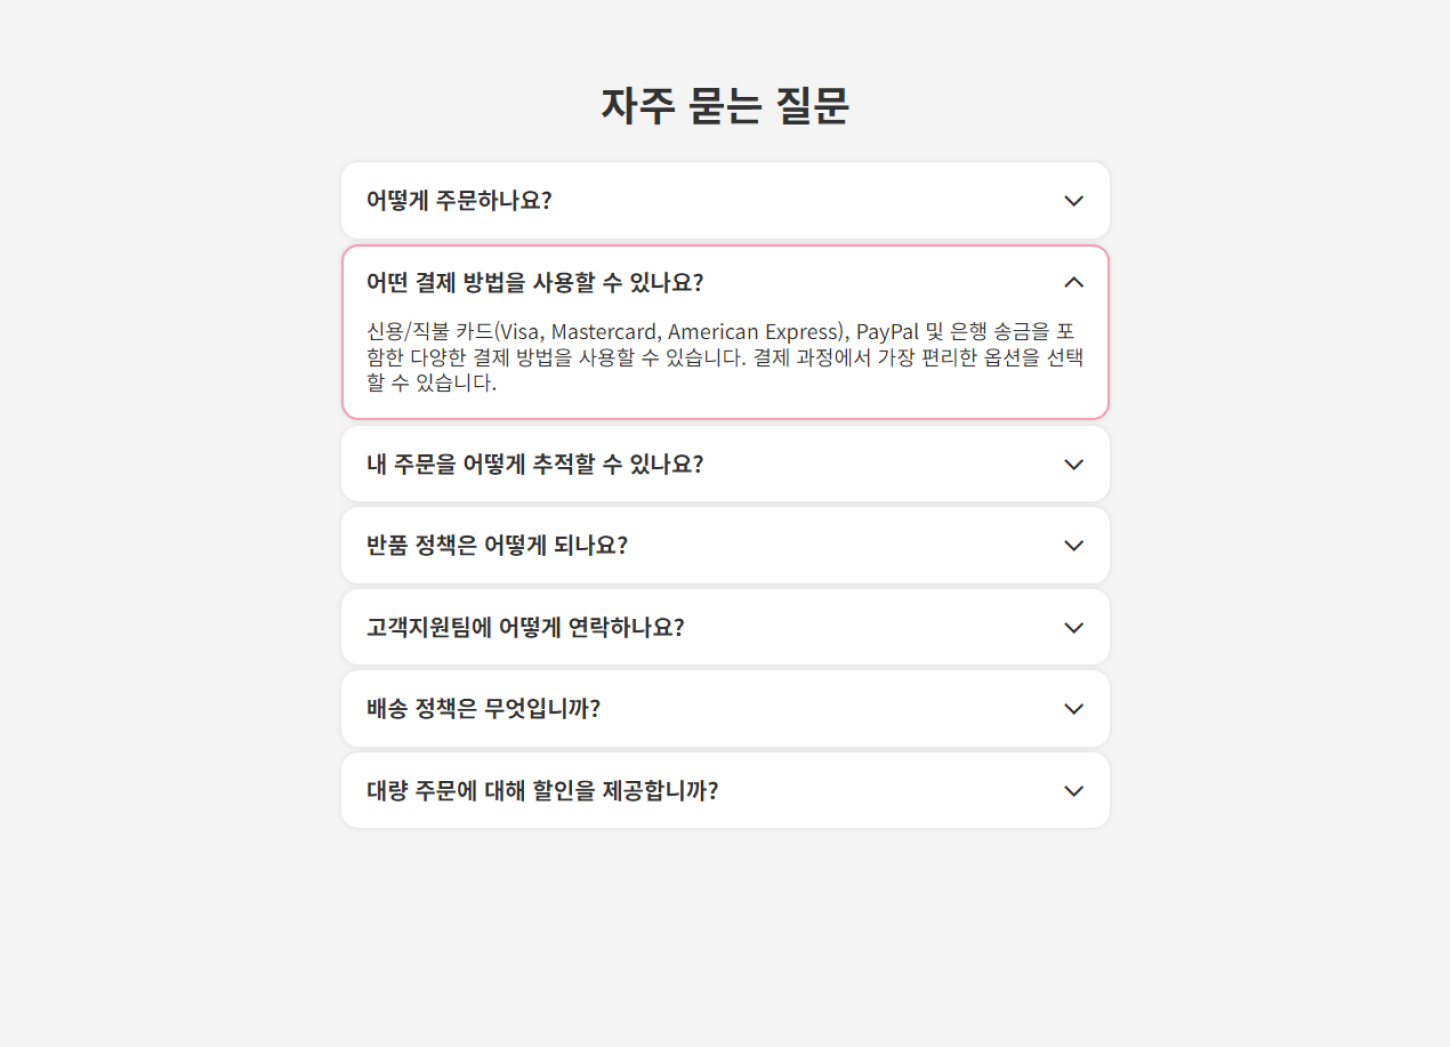 자주 묻는 질문
어떻게 주문하나요?
어떤 결제 방법을 사용할 수 있나요?
신용/직불 카드(Visa, Mastercard, American Express), PayPal 및 은행 송금을 포
함한 다양한 결제 방법을 사용할 수 있습니다. 결제 과정에서 가장 편리한 옵션을 선택
할 수 있습니다.
내 주문을 어떻게 추적할 수 있나요?
반품 정책은 어떻게 되나요?
고객지원팀에 어떻게 연락하나요?
배송 정책은 무엇입니까?
대량 주문에 대해 할인을 제공합니까?